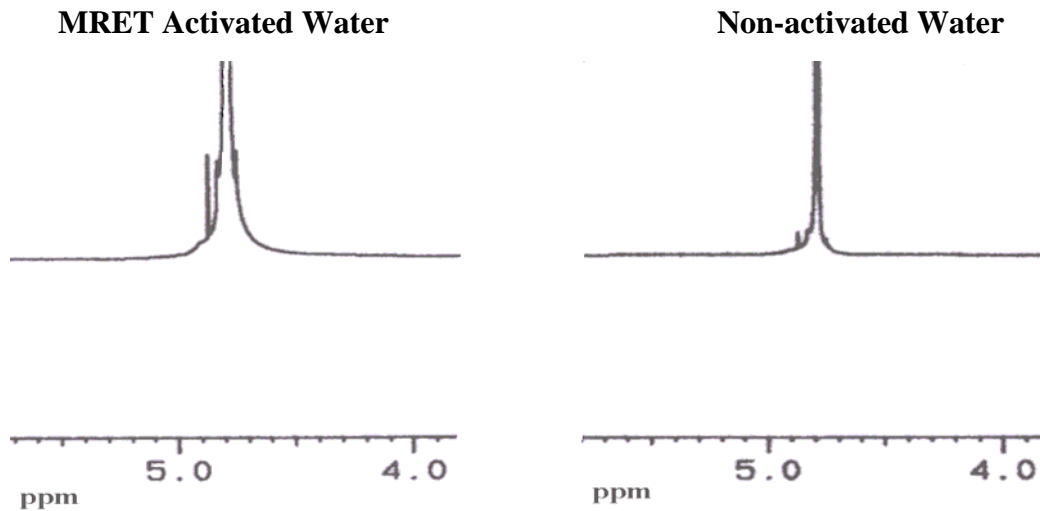 MRET Activated Water
Non-activated Water
5.0 4.0
ppm
5.0 4.0
ppm